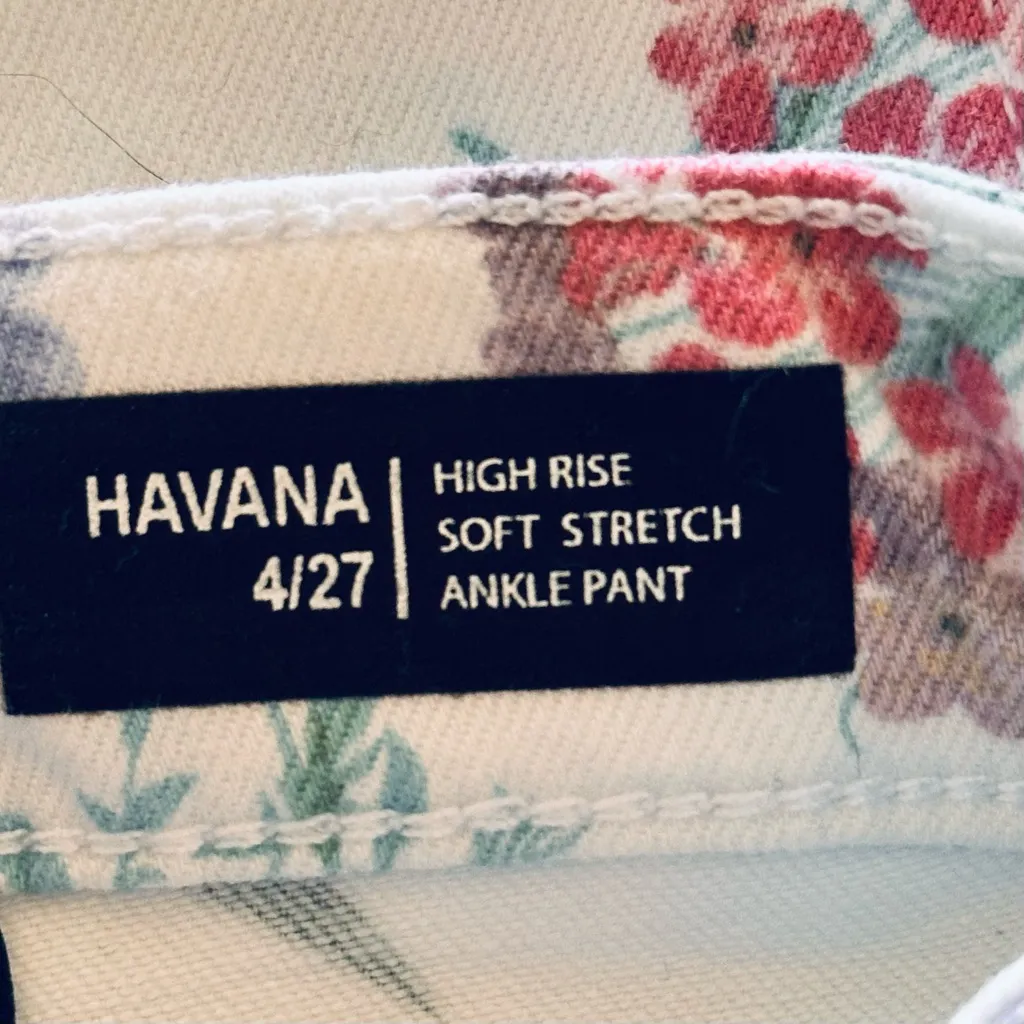 HAVANA
4/27
HIGH RISE
SOFT STRETCH
ANKLE PANT